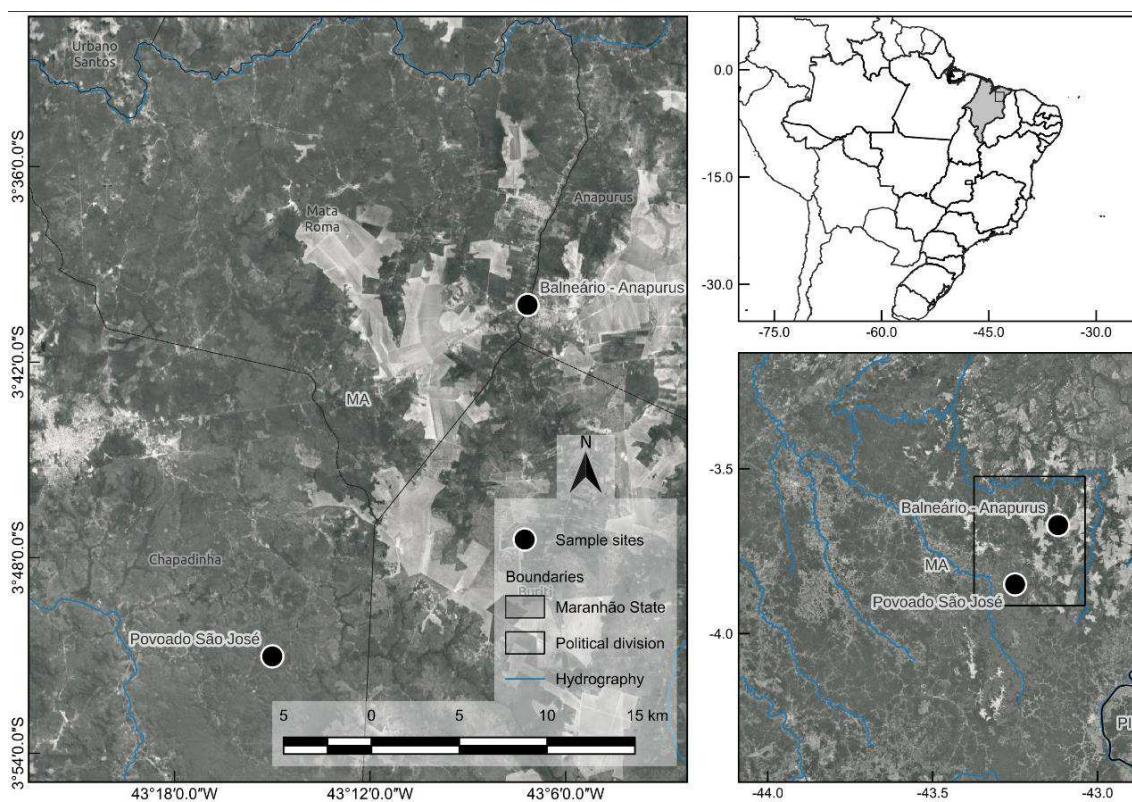 Urbano
Santos
3°36'0.0"S
Mata
Roma
Anapurus
Balneário - Anapurus
3°42'0.0"S
MA
N
Sample sites
Boundaries
Buriti
Maranhão State
Political division
Hydrography
3°48'0.0"S
Chapadinha
Povoado São José
5 0 5 10 15 km
3°54'0.0"S
43°18'0.0"W 43°12'0.0"W 43°6'0.0"W
0.0
-15.0
-30.0
-75.0 -60.0 -45.0 -30.0
-3.5
Balneário - Anapurus
MA
Povoado São José
-4.0
PI
-44.0 -43.5 -43.0